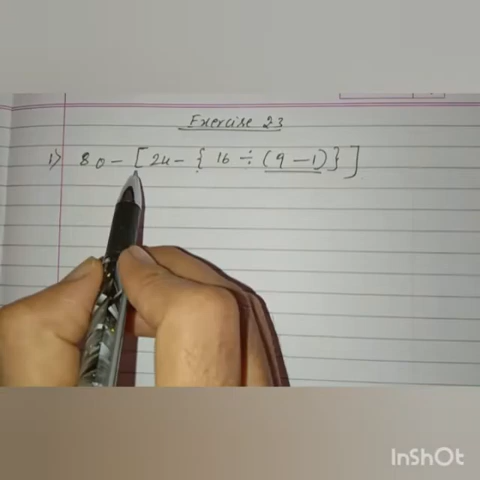 Exercise 23
1) 80 - [ 24 - { 16 ÷ (9 - 1) } ]
InShOt